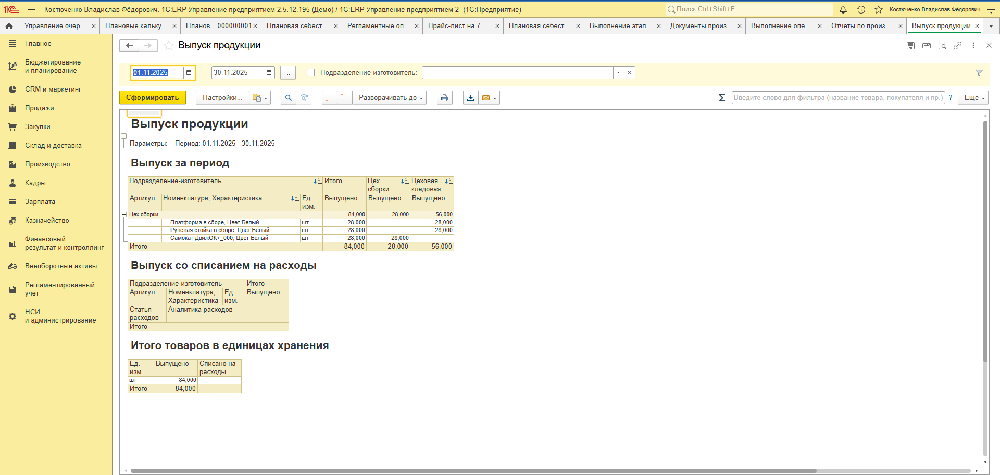 Костюченко Владислав Фёдорович. 1С:ERP Управление предприятием 2.5.12.195 (Демо) / 1С:ERP Управление предприятием 2 (1С:Предприятие)
Поиск Ctrl+Shift+F
Костюченко Владислав Фёдорович
Управление очер...
Плановые кальку...
Планов...000000001
Плановая себест...
Регламентные оп...
Прайс-лист на 7 ...
Плановая себест...
Выполнение этап...
Документы произ...
Выполнение опе...
Отчеты по произ...
Выпуск продукции
Главное
Бюджетирование
и планирование
CRM и маркетинг
Продажи
Закупки
Склад и доставка
Производство
Кадры
Зарплата
Казначейство
Финансовый
результат и контроллинг
Внеоборотные активы
Регламентированный
учет
НСИ
и администрирование
Выпуск продукции
01.11.2025 – 30.11.2025 ... Подразделение-изготовитель:
Сформировать Настройки... Разворачивать до Σ Введите слово для фильтра (название товара, покупателя и пр.) ? Еще
Выпуск продукции
Параметры: Период: 01.11.2025 - 30.11.2025
Выпуск за период
Подразделение-изготовитель Итого Цех сборки Цеховая кладовая
Артикул Номенклатура, Характеристика Ед. изм. Выпущено Выпущено Выпущено
Цех сборки 84,000 28,000 56,000
Платформа в сборе, Цвет Белый шт 28,000 28,000
Рулевая стойка в сборе, Цвет Белый шт 28,000 28,000
Самокат ДвижОК+_000, Цвет Белый шт 28,000 28,000
Итого 84,000 28,000 56,000
Выпуск со списанием на расходы
Подразделение-изготовитель Итого
Артикул Номенклатура, Характеристика Ед. изм. Выпущено
Статья расходов Аналитика расходов
Итого
Итого товаров в единицах хранения
Ед. изм. Выпущено Списано на расходы
шт 84,000
Итого 84,000